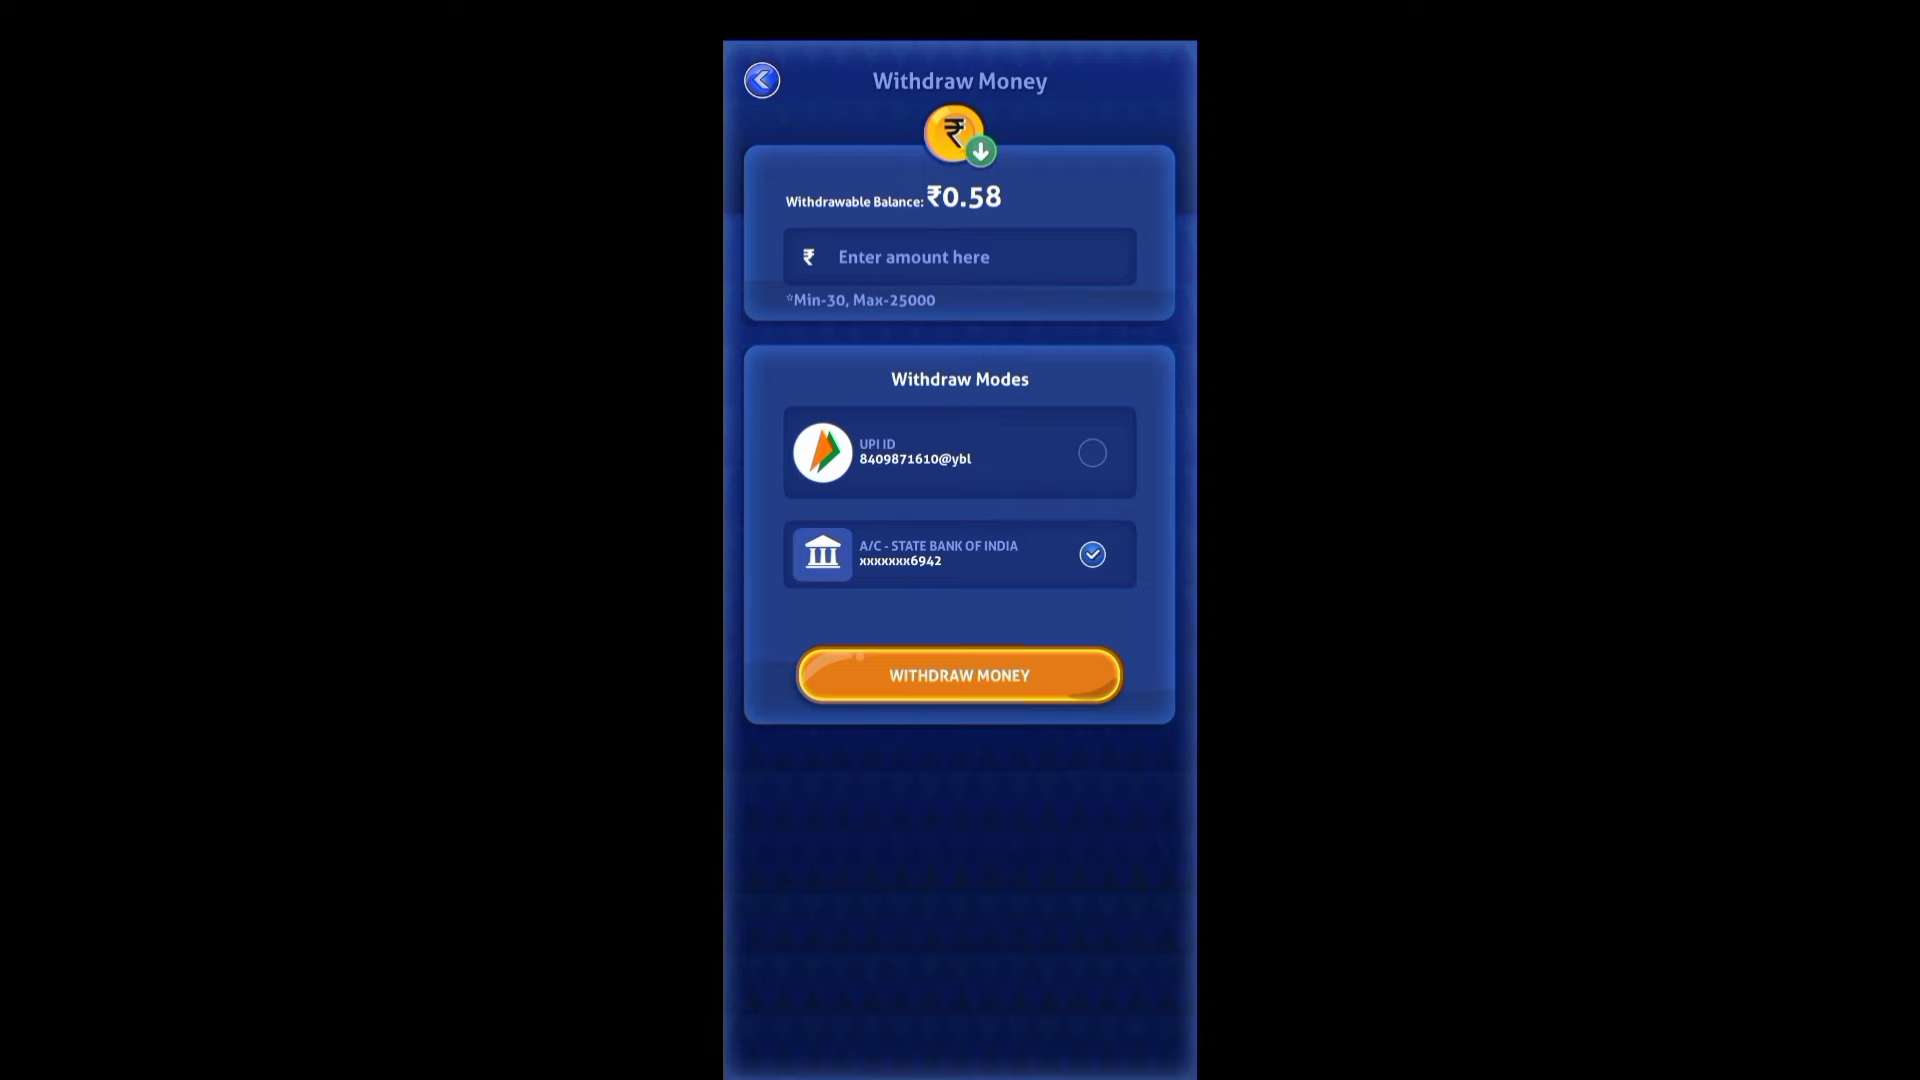 Withdraw Money
₹
Withdrawable Balance: ₹0.58
₹ Enter amount here
*Min-30, Max-25000
Withdraw Modes
UPI ID
8409871610@ybl
A/C - STATE BANK OF INDIA
xxxxxxx6942
WITHDRAW MONEY